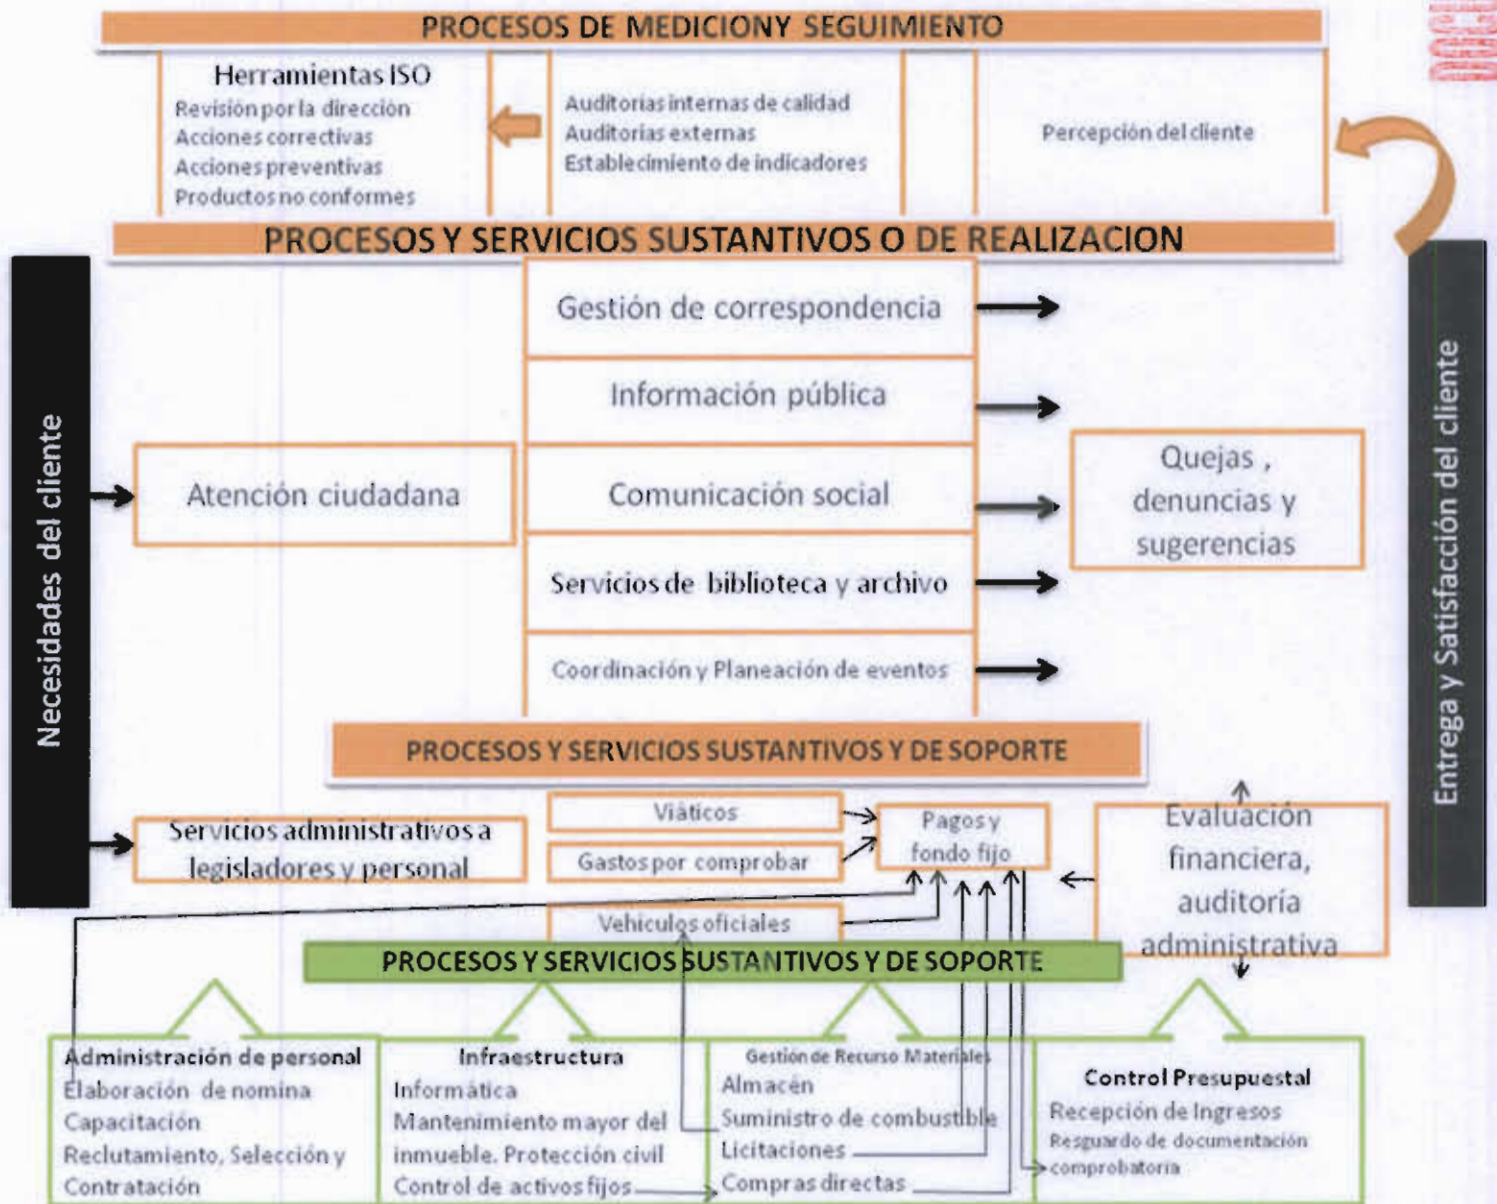 PROCESOS DE MEDICIONY SEGUIMIENTO
Herramientas ISO
Revisión por la dirección
Acciones correctivas
Acciones preventivas
Productos no conformes
Auditorías internas de calidad
Auditorías externas
Establecimiento de indicadores
Percepción del cliente
PROCESOS Y SERVICIOS SUSTANTIVOS O DE REALIZACION
Necesidades del cliente
Atención ciudadana
Gestión de correspondencia
Información pública
Comunicación social
Servicios de biblioteca y archivo
Coordinación y Planeación de eventos
Quejas ,
denuncias y
sugerencias
Entrega y Satisfacción del cliente
PROCESOS Y SERVICIOS SUSTANTIVOS Y DE SOPORTE
Servicios administrativos a
legisladores y personal
Viáticos
Gastos por comprobar
Vehículos oficiales
Pagos y
fondo fijo
Evaluación
financiera,
auditoría
administrativa
PROCESOS Y SERVICIOS SUSTANTIVOS Y DE SOPORTE
Administración de personal
Elaboración de nomina
Capacitación
Reclutamiento, Selección y
Contratación
Infraestructura
Informática
Mantenimiento mayor del
inmueble. Protección civil
Control de activos fijos
Gestión de Recurso Materiales
Almacén
Suministro de combustible
Licitaciones
Compras directas
Control Presupuestal
Recepción de Ingresos
Resguardo de documentación
comprobatoria